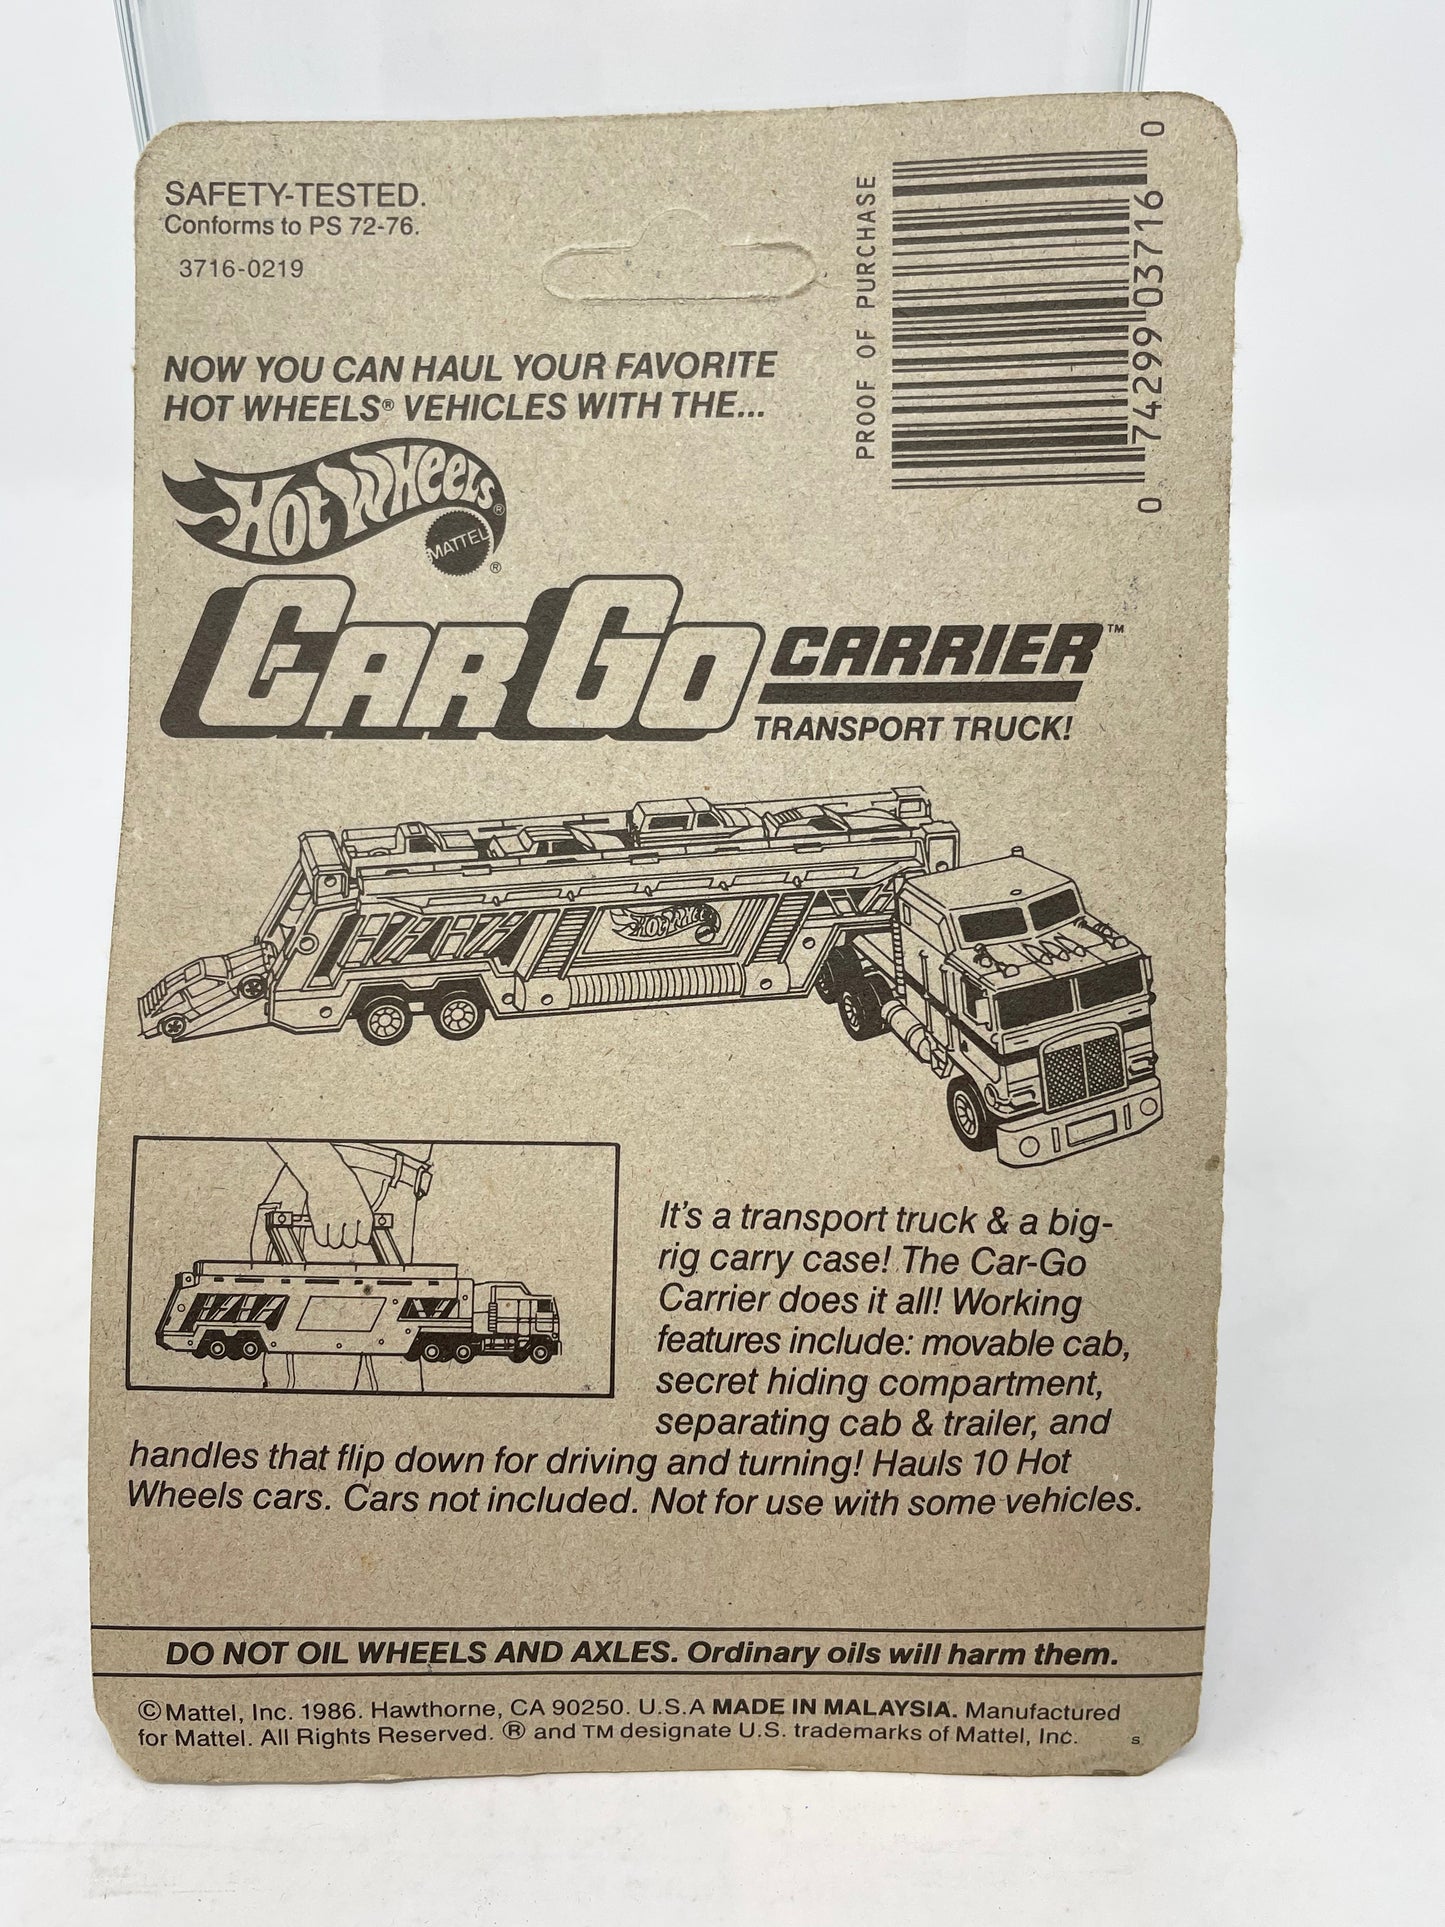 SAFETY-TESTED.
Conforms to PS 72-76.
3716-0219
PROOF OF PURCHASE
0 74299 03716 0
NOW YOU CAN HAUL YOUR FAVORITE
HOT WHEELS® VEHICLES WITH THE...
HOT WHEELS®
MATTEL®
CAR GO CARRIER™
TRANSPORT TRUCK!
HOT WHEELS
It's a transport truck & a big-
rig carry case! The Car-Go
Carrier does it all! Working
features include: movable cab,
secret hiding compartment,
separating cab & trailer, and
handles that flip down for driving and turning! Hauls 10 Hot
Wheels cars. Cars not included. Not for use with some vehicles.
DO NOT OIL WHEELS AND AXLES. Ordinary oils will harm them.
©Mattel, Inc. 1986. Hawthorne, CA 90250. U.S.A MADE IN MALAYSIA. Manufactured
for Mattel. All Rights Reserved. ® and TM designate U.S. trademarks of Mattel, Inc.
S